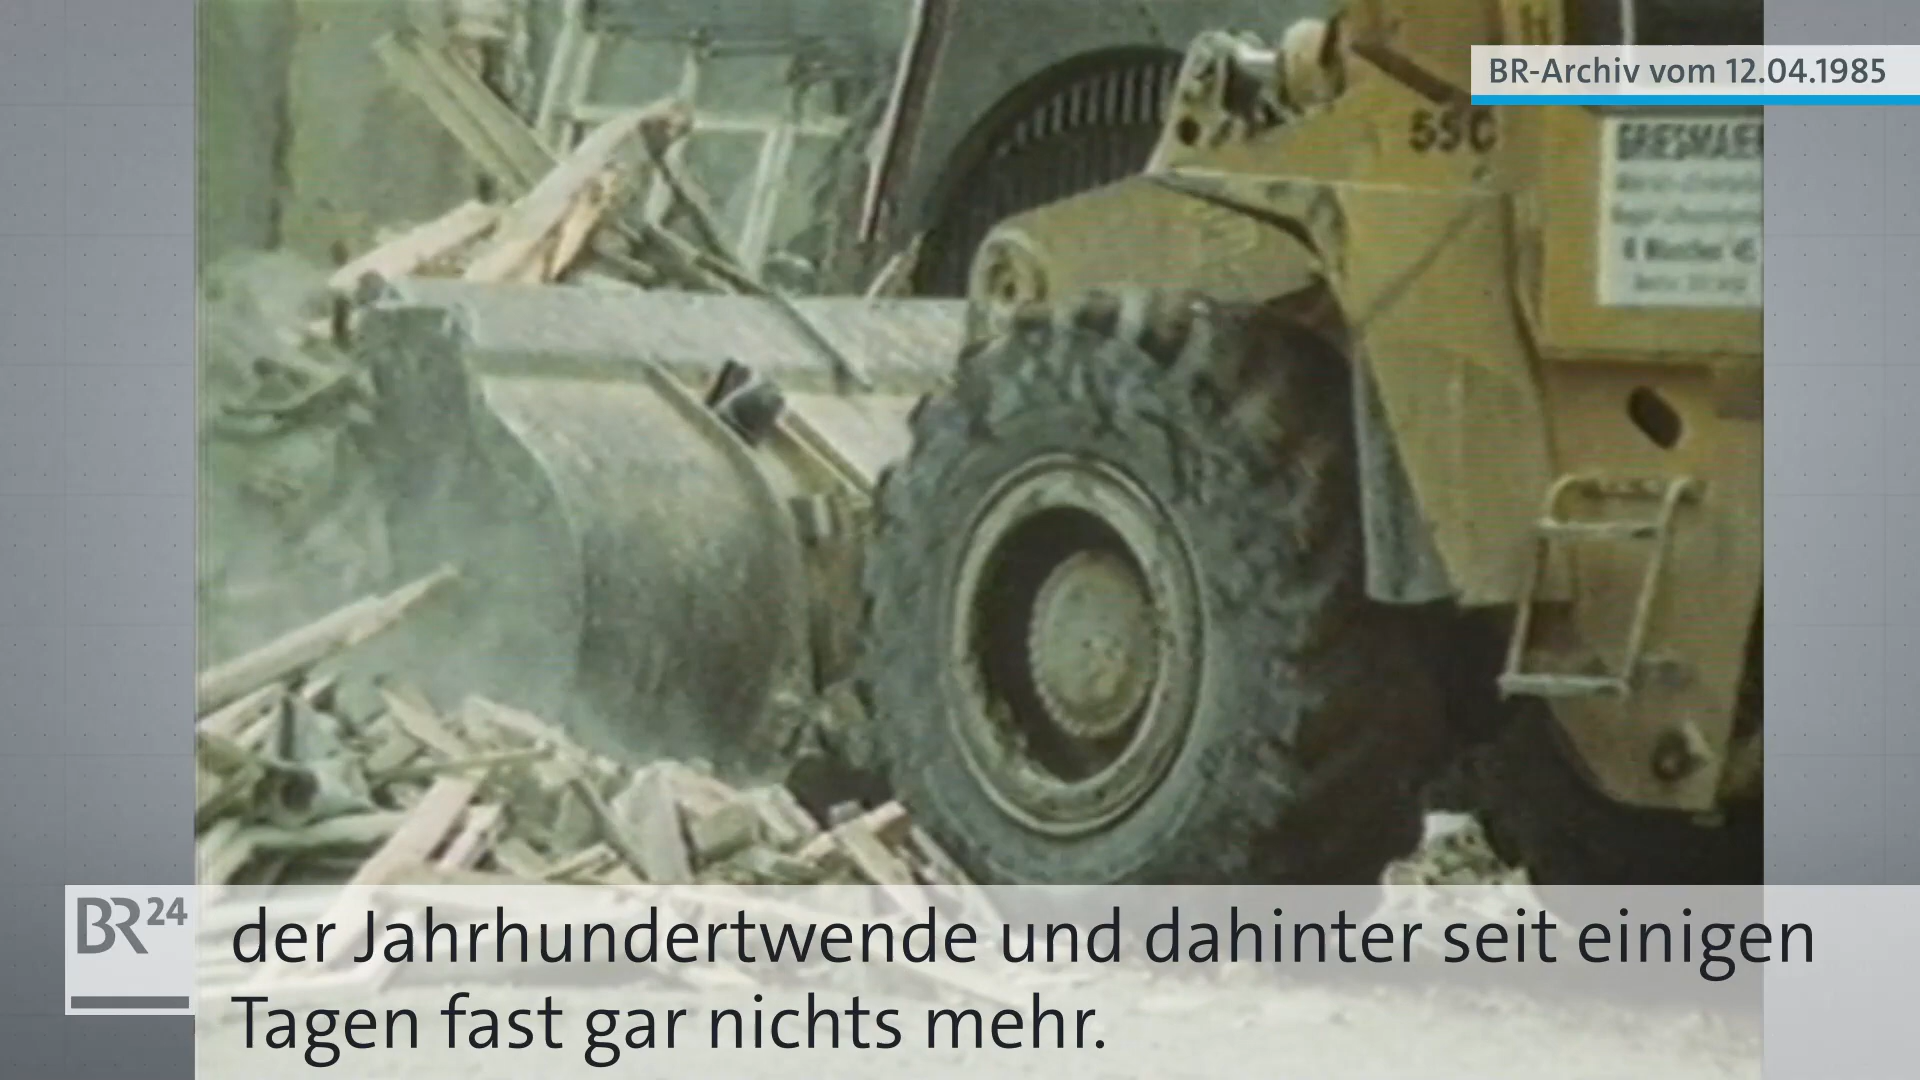 BR-Archiv vom 12.04.1985
55C
BR24
der Jahrhundertwende und dahinter seit einigen
Tagen fast gar nichts mehr.